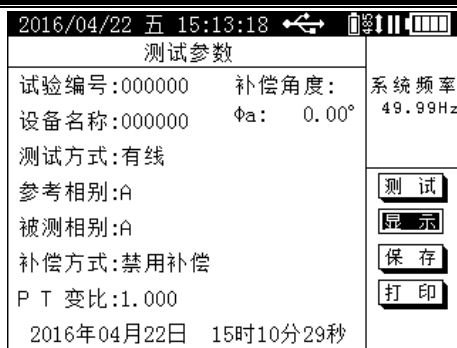 2016/04/22 五 15:13:18
测试参数
试验编号:000000 补偿角度:
设备名称:000000 Φa: 0.00°
测试方式:有线
参考相别:A
被测相别:A
补偿方式:禁用补偿
P T 变比:1.000
2016年04月22日 15时10分29秒
系统频率
49.99Hz
测 试
显 示
保 存
打 印